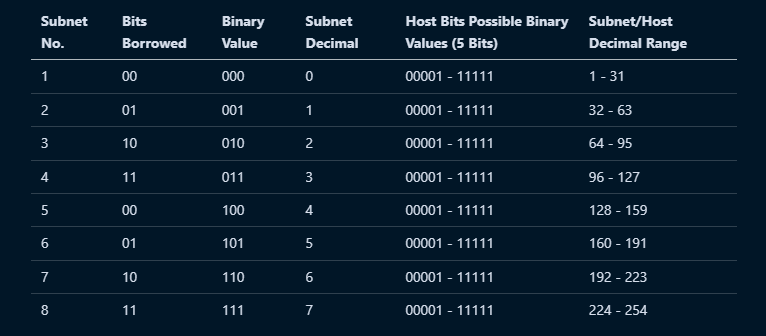 Subnet No. Bits Borrowed Binary Value Subnet Decimal Host Bits Possible Binary Values (5 Bits) Subnet/Host Decimal Range
1 00 000 0 00001 - 11111 1 - 31
2 01 001 1 00001 - 11111 32 - 63
3 10 010 2 00001 - 11111 64 - 95
4 11 011 3 00001 - 11111 96 - 127
5 00 100 4 00001 - 11111 128 - 159
6 01 101 5 00001 - 11111 160 - 191
7 10 110 6 00001 - 11111 192 - 223
8 11 111 7 00001 - 11111 224 - 254